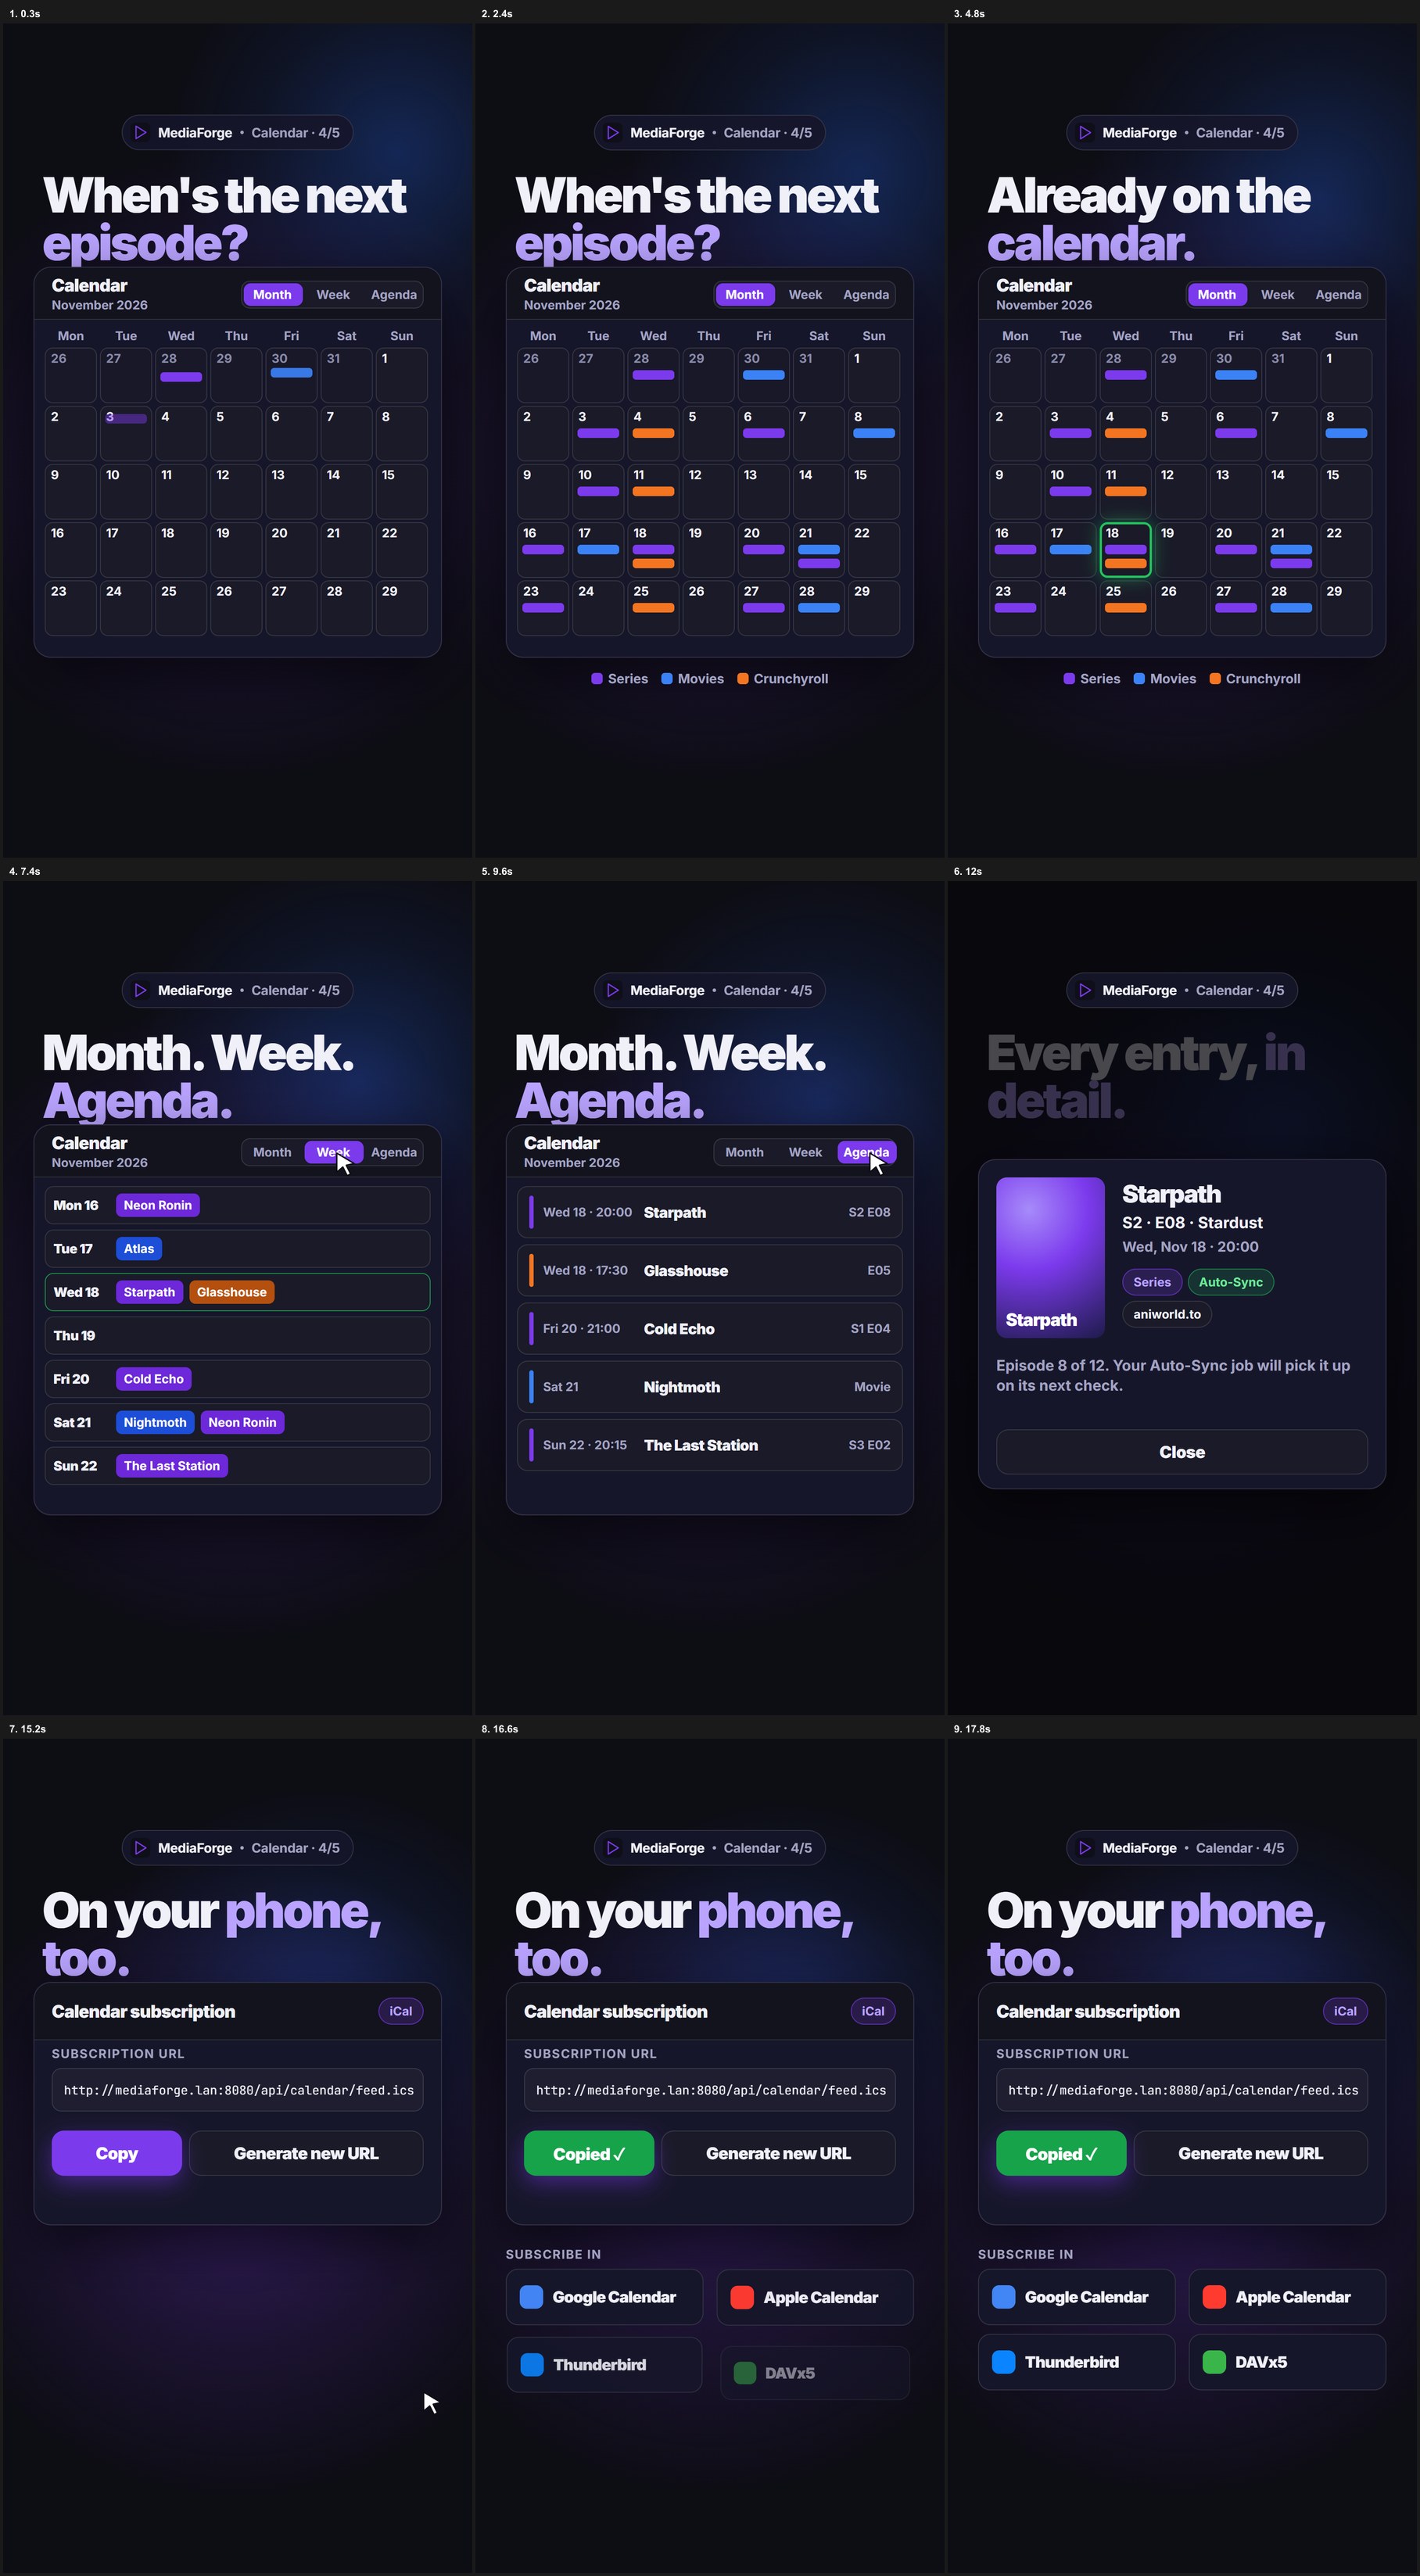 1. 0.3s
MediaForge • Calendar · 4/5
When's the next
episode?
Calendar
November 2026
Month Week Agenda
Mon Tue Wed Thu Fri Sat Sun
26 27 28 29 30 31 1
2 3 4 5 6 7 8
9 10 11 12 13 14 15
16 17 18 19 20 21 22
23 24 25 26 27 28 29
2. 2.4s
MediaForge • Calendar · 4/5
When's the next
episode?
Calendar
November 2026
Month Week Agenda
Mon Tue Wed Thu Fri Sat Sun
26 27 28 29 30 31 1
2 3 4 5 6 7 8
9 10 11 12 13 14 15
16 17 18 19 20 21 22
23 24 25 26 27 28 29
Series Movies Crunchyroll
3. 4.8s
MediaForge • Calendar · 4/5
Already on the
calendar.
Calendar
November 2026
Month Week Agenda
Mon Tue Wed Thu Fri Sat Sun
26 27 28 29 30 31 1
2 3 4 5 6 7 8
9 10 11 12 13 14 15
16 17 18 19 20 21 22
23 24 25 26 27 28 29
Series Movies Crunchyroll
4. 7.4s
MediaForge • Calendar · 4/5
Month. Week.
Agenda.
Calendar
November 2026
Month Week Agenda
Mon 16 Neon Ronin
Tue 17 Atlas
Wed 18 Starpath Glasshouse
Thu 19
Fri 20 Cold Echo
Sat 21 Nightmoth Neon Ronin
Sun 22 The Last Station
5. 9.6s
MediaForge • Calendar · 4/5
Month. Week.
Agenda.
Calendar
November 2026
Month Week Agenda
Wed 18 · 20:00 Starpath S2 E08
Wed 18 · 17:30 Glasshouse E05
Fri 20 · 21:00 Cold Echo S1 E04
Sat 21 Nightmoth Movie
Sun 22 · 20:15 The Last Station S3 E02
6. 12s
MediaForge • Calendar · 4/5
Every entry, in
detail.
Starpath
Starpath
S2 · E08 · Stardust
Wed, Nov 18 · 20:00
Series Auto-Sync
aniworld.to
Episode 8 of 12. Your Auto-Sync job will pick it up
on its next check.
Close
7. 15.2s
MediaForge • Calendar · 4/5
On your phone,
too.
Calendar subscription iCal
SUBSCRIPTION URL
http://mediaforge.lan:8080/api/calendar/feed.ics
Copy Generate new URL
8. 16.6s
MediaForge • Calendar · 4/5
On your phone,
too.
Calendar subscription iCal
SUBSCRIPTION URL
http://mediaforge.lan:8080/api/calendar/feed.ics
Copied ✓ Generate new URL
SUBSCRIBE IN
Google Calendar Apple Calendar
Thunderbird DAVx5
9. 17.8s
MediaForge • Calendar · 4/5
On your phone,
too.
Calendar subscription iCal
SUBSCRIPTION URL
http://mediaforge.lan:8080/api/calendar/feed.ics
Copied ✓ Generate new URL
SUBSCRIBE IN
Google Calendar Apple Calendar
Thunderbird DAVx5